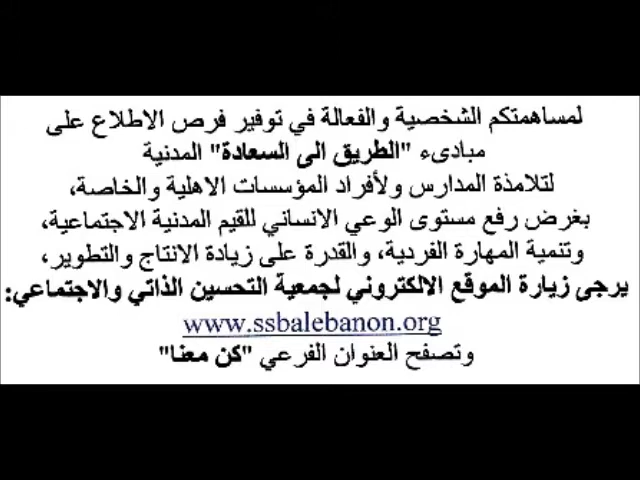 لمساهمتكم الشخصية والفعالة في توفير فرص الاطلاع على
مبادىء "الطريق الى السعادة" المدنية
لتلامذة المدارس ولأفراد المؤسسات الاهلية والخاصة،
بغرض رفع مستوى الوعي الانساني للقيم المدنية الاجتماعية،
وتنمية المهارة الفردية، والقدرة على زيادة الانتاج والتطوير،
يرجى زيارة الموقع الالكتروني لجمعية التحسين الذاتي والاجتماعي:
www.ssbalebanon.org
وتصفح العنوان الفرعي "كن معنا"